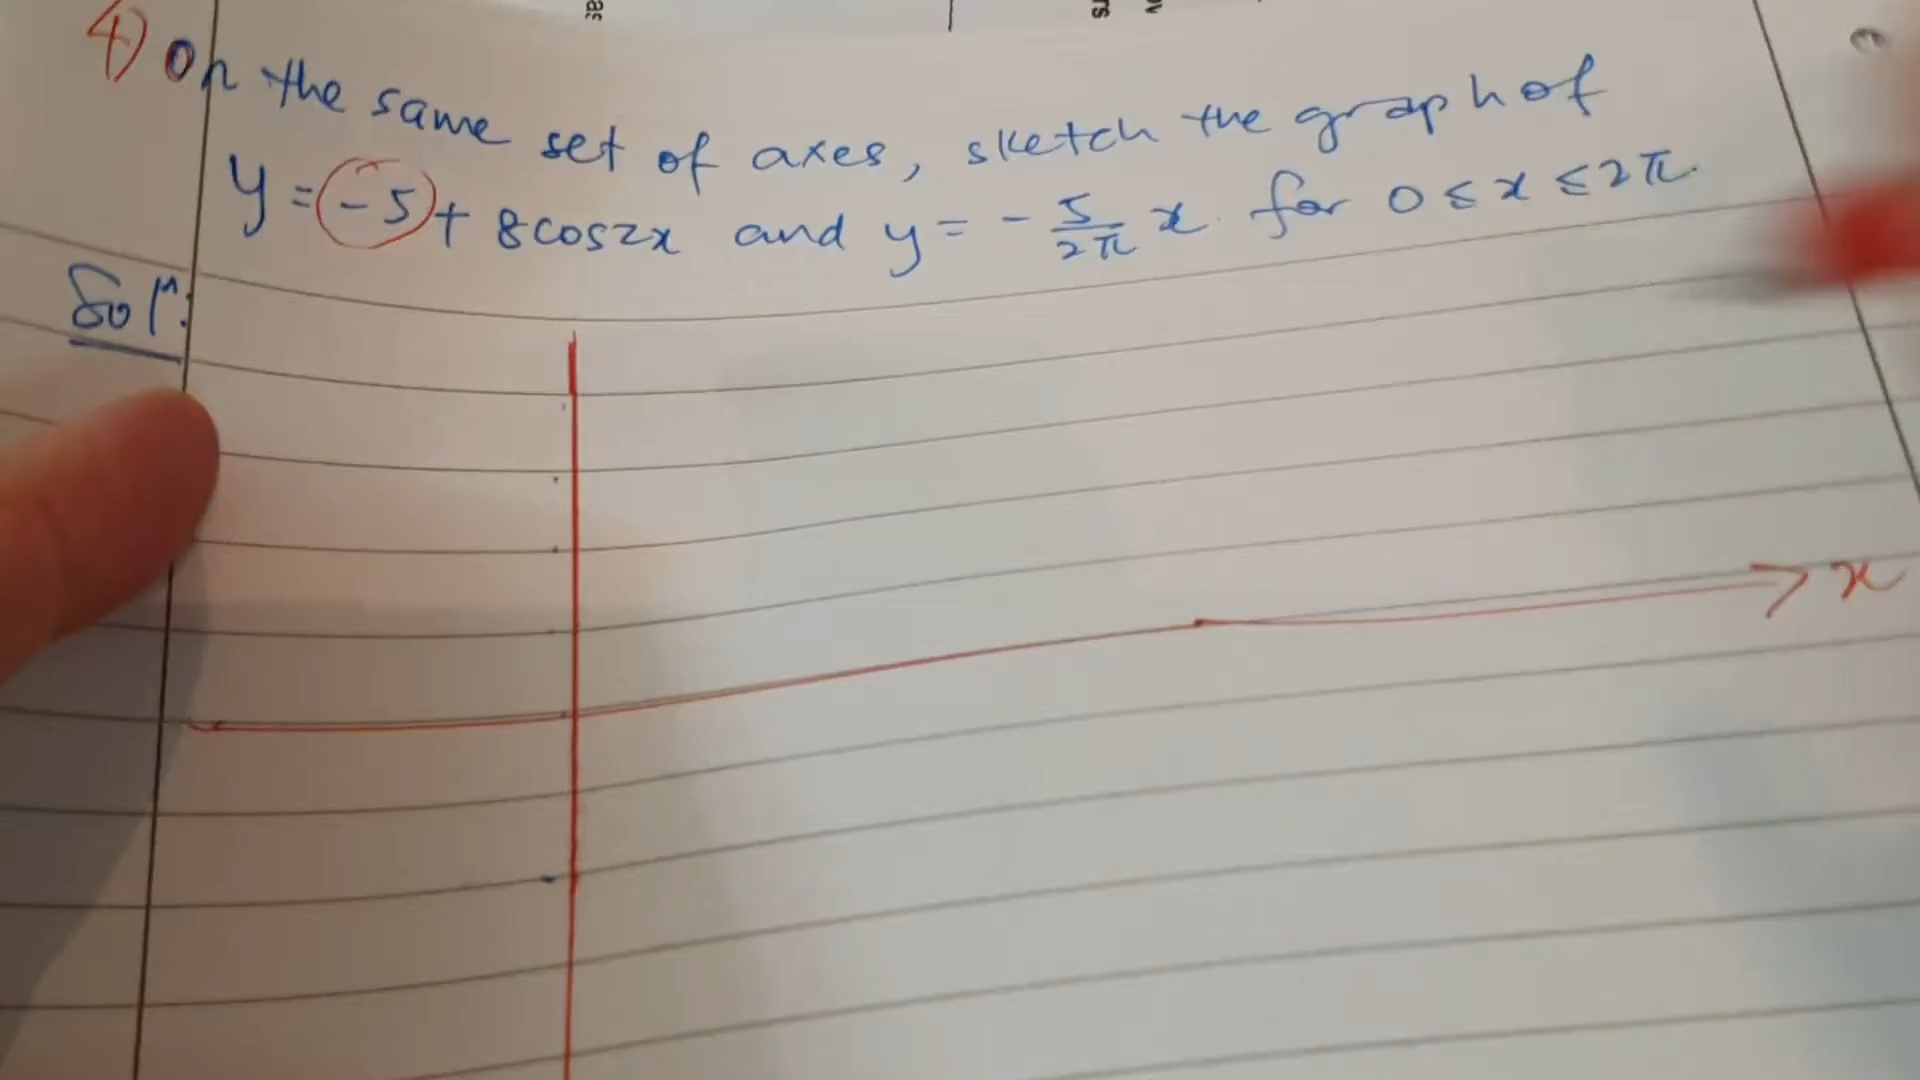 4) On the same set of axes, sketch the graph of
y = -5 + 8cos2x and y = - 5/2π x for 0 ≤ x ≤ 2π.
Solⁿ:
x